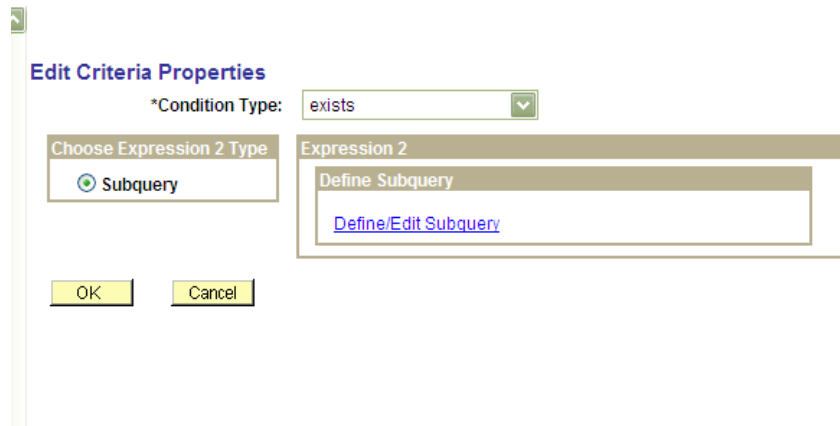 Edit Criteria Properties
*Condition Type: exists
Choose Expression 2 Type
Subquery
Expression 2
Define Subquery
Define/Edit Subquery
OK Cancel